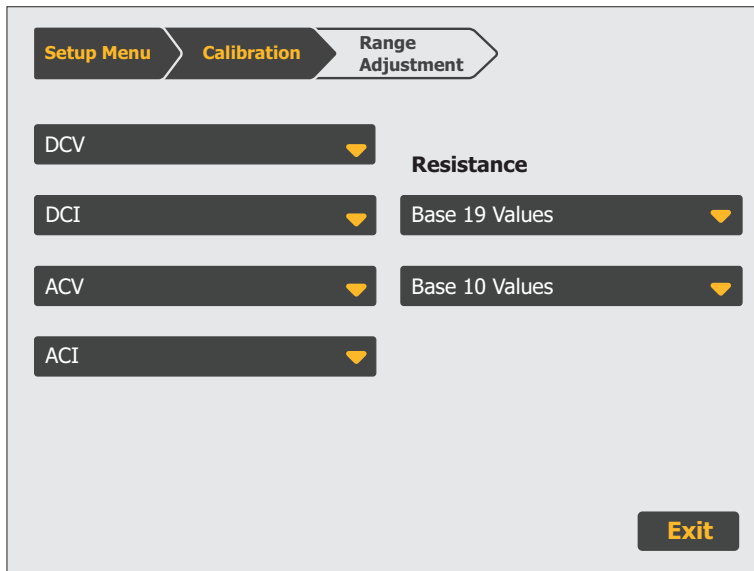 Setup Menu
Calibration
Range
Adjustment
DCV
DCI
ACV
ACI
Resistance
Base 19 Values
Base 10 Values
Exit